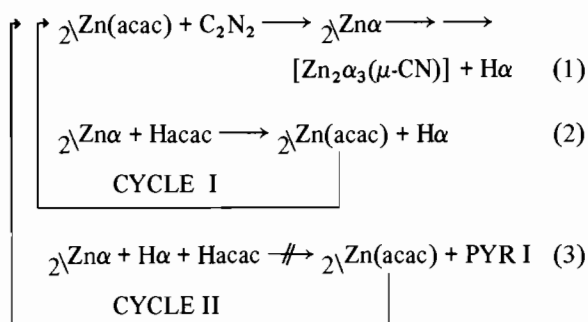 2\Zn(acac) + C₂N₂ ⟶ 2\Znα ⟶ ⟶
[Zn₂α₃(μ-CN)] + Hα (1)
2\Znα + Hacac ⟶ 2\Zn(acac) + Hα (2)
CYCLE I
2\Znα + Hα + Hacac ⇏ 2\Zn(acac) + PYR I (3)
CYCLE II